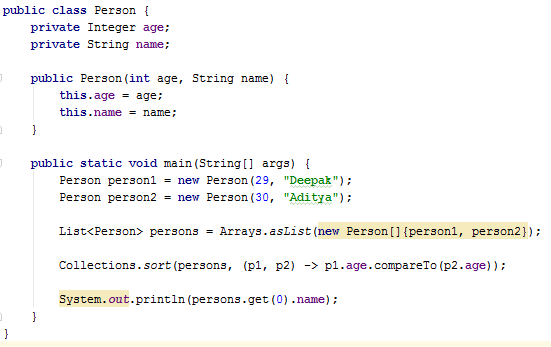 public class Person {
private Integer age;
private String name;
public Person(int age, String name) {
this.age = age;
this.name = name;
}
public static void main(String[] args) {
Person person1 = new Person(29, "Deepak");
Person person2 = new Person(30, "Aditya");
List<Person> persons = Arrays.asList(new Person[]{person1, person2});
Collections.sort(persons, (p1, p2) -> p1.age.compareTo(p2.age));
System.out.println(persons.get(0).name);
}
}